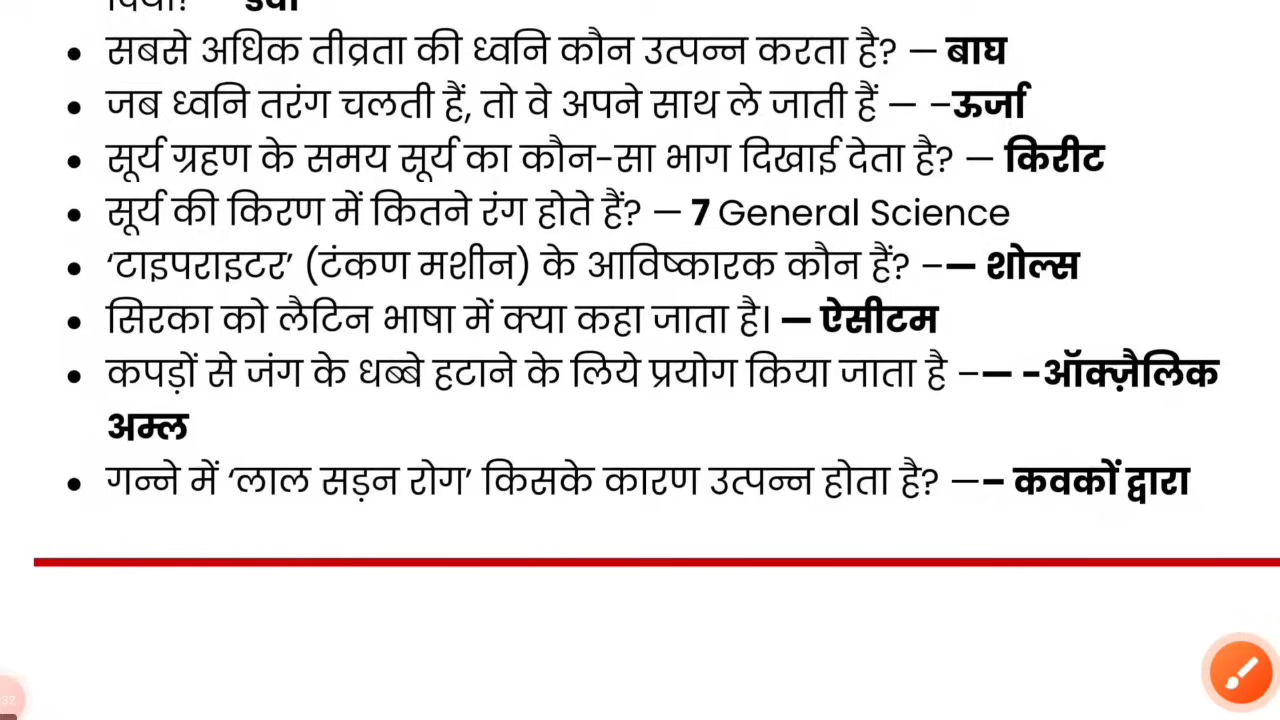 • सबसे अधिक तीव्रता की ध्वनि कौन उत्पन्न करता है? — बाघ
• जब ध्वनि तरंग चलती हैं, तो वे अपने साथ ले जाती हैं — –ऊर्जा
• सूर्य ग्रहण के समय सूर्य का कौन-सा भाग दिखाई देता है? — किरीट
• सूर्य की किरण में कितने रंग होते हैं? — 7 General Science
• ‘टाइपराइटर’ (टंकण मशीन) के आविष्कारक कौन हैं? –— शोल्स
• सिरका को लैटिन भाषा में क्या कहा जाता है। — ऐसीटम
• कपड़ों से जंग के धब्बे हटाने के लिये प्रयोग किया जाता है –— -ऑक्ज़ैलिक
अम्ल
• गन्ने में ‘लाल सड़न रोग’ किसके कारण उत्पन्न होता है? —– कवकों द्वारा